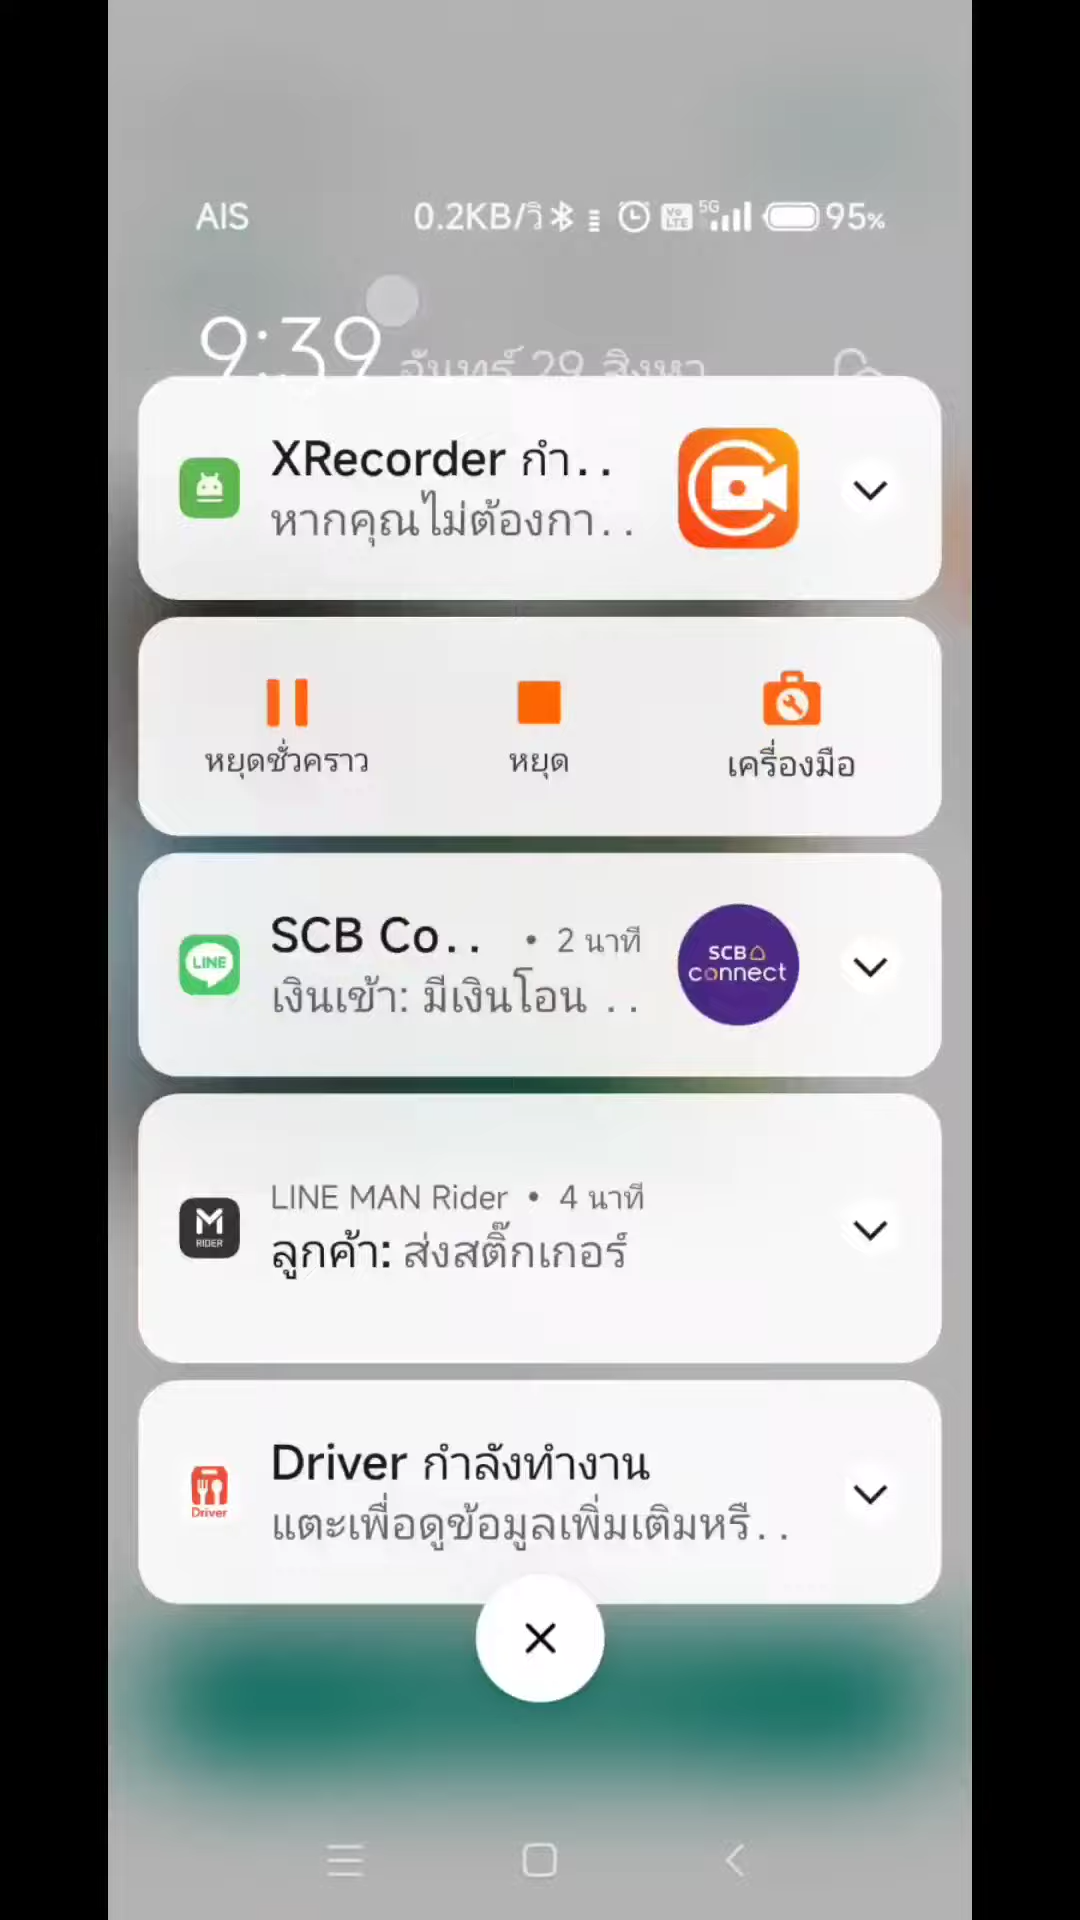 AIS 0.2KB/วิ VoLTE 5G 95%
9:39 จันทร์ 29 สิงหา
XRecorder กำ..
หากคุณไม่ต้องกา..
หยุดชั่วคราว หยุด เครื่องมือ
LINE SCB Co.. • 2 นาที SCB connect
เงินเข้า: มีเงินโอน ..
LINE MAN Rider • 4 นาที
M RIDER
ลูกค้า: ส่งสติ๊กเกอร์
Driver กำลังทำงาน
Driver
แตะเพื่อดูข้อมูลเพิ่มเติมหรื..